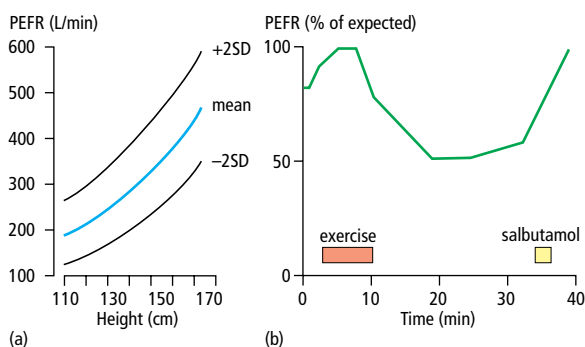 PEFR (L/min)
600
500
400
300
200
100
+2SD
mean
–2SD
110 130 150 170
Height (cm)
(a)
PEFR (% of expected)
100
50
0
exercise
salbutamol
0 10 20 30 40
Time (min)
(b)